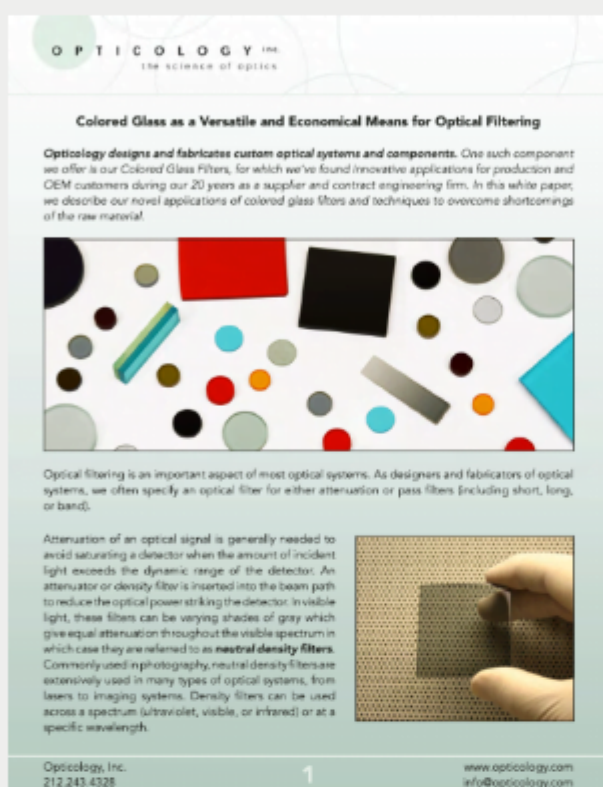 OPTICOLOGY INC.
the science of optics
Colored Glass as a Versatile and Economical Means for Optical Filtering
Opticology designs and fabricates custom optical systems and components. One such component
we offer is our Colored Glass Filters, for which we've found innovative applications for production and
OEM customers during our 20 years as a supplier and contract engineering firm. In this white paper,
we describe our novel applications of colored glass filters and techniques to overcome shortcomings
of the raw material.
Optical filtering is an important aspect of most optical systems. As designers and fabricators of optical
systems, we often specify an optical filter for either attenuation or pass filters (including short, long,
or band).
Attenuation of an optical signal is generally needed to
avoid saturating a detector when the amount of incident
light exceeds the dynamic range of the detector. An
attenuator or density filter is inserted into the beam path
to reduce the optical power striking the detector. In visible
light, these filters can be varying shades of gray which
give equal attenuation throughout the visible spectrum in
which case they are referred to as neutral density filters.
Commonly used in photography, neutral density filters are
extensively used in many types of optical systems, from
lasers to imaging systems. Density filters can be used
across a spectrum (ultraviolet, visible, or infrared) or at a
specific wavelength.
Opticology, Inc.
212.243.4328
1
www.opticology.com
info@opticology.com